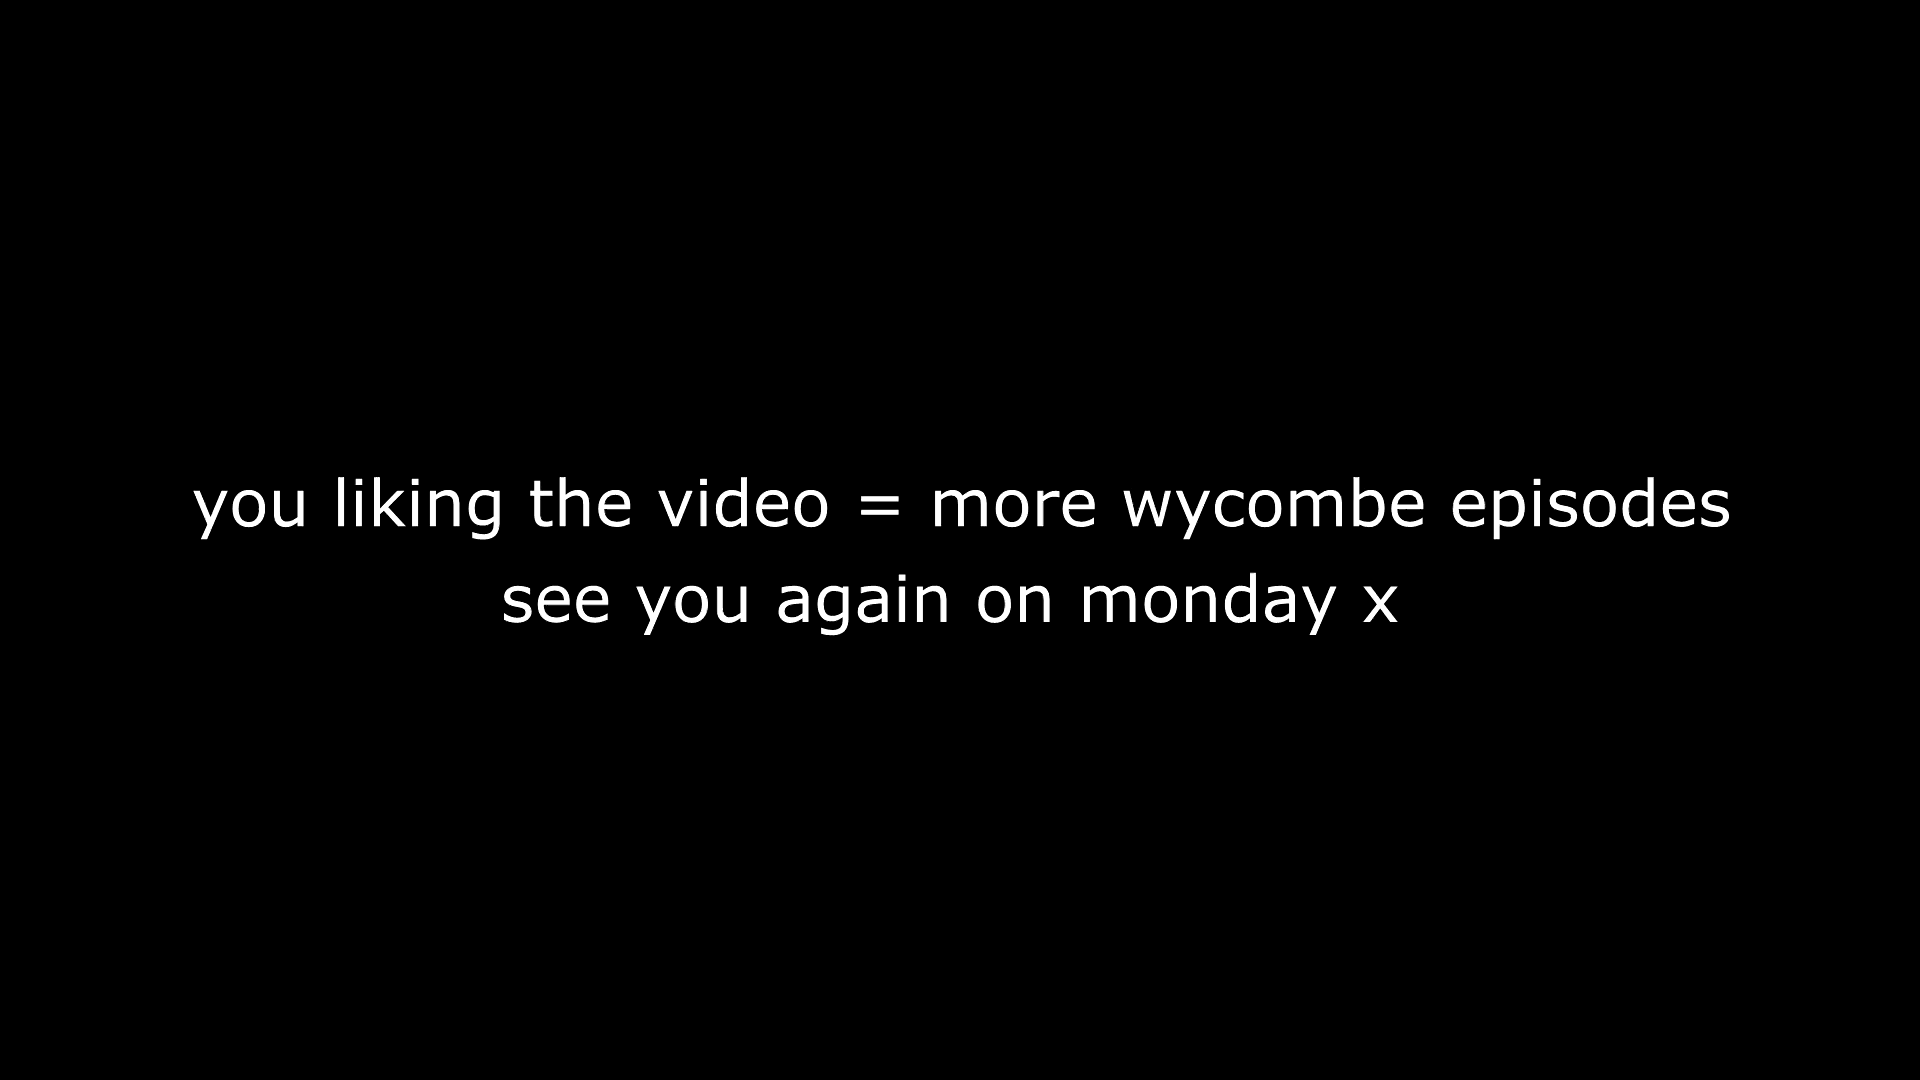 you liking the video = more wycombe episodes
see you again on monday x